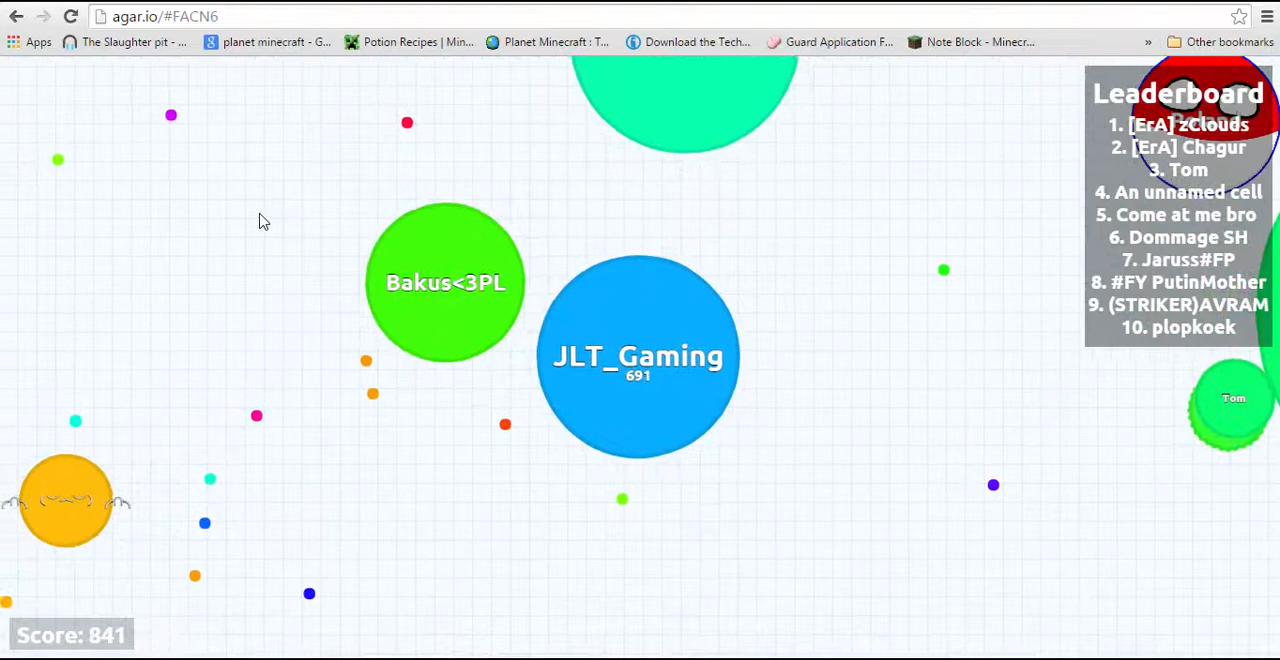 agar.io/#FACN6
Apps The Slaughter pit - ... planet minecraft - G... Potion Recipes | Min... Planet Minecraft : T... Download the Tech... Guard Application F... Note Block - Minecr... » Other bookmarks
Leaderboard
1. [ErA] zClouds
2. [ErA] Chagur
3. Tom
4. An unnamed cell
5. Come at me bro
6. Dommage SH
7. Jaruss#FP
8. #FY PutinMother
9. (STRIKER)AVRAM
10. plopkoek
Bakus<3PL
JLT_Gaming
691
Tom
Score: 841